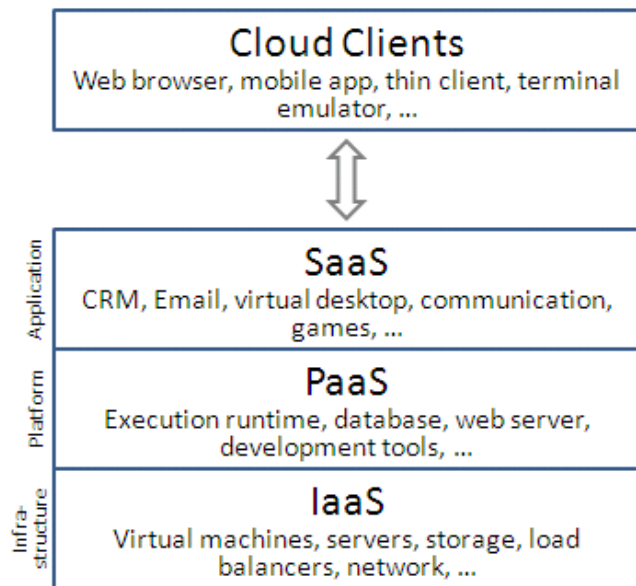 Cloud Clients
Web browser, mobile app, thin client, terminal
emulator, ...
Application
SaaS
CRM, Email, virtual desktop, communication,
games, ...
Platform
PaaS
Execution runtime, database, web server,
development tools, ...
Infra-
structure
IaaS
Virtual machines, servers, storage, load
balancers, network, ...